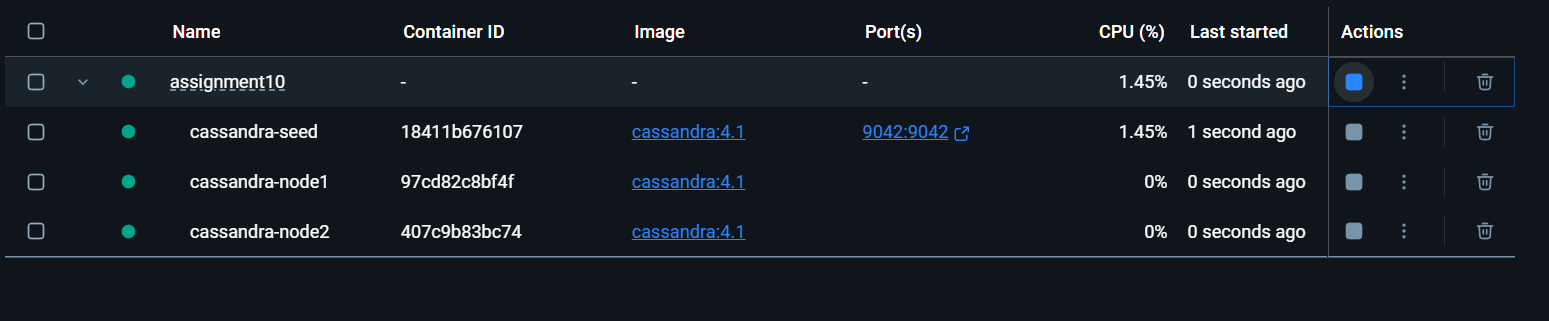 Name Container ID Image Port(s) CPU (%) Last started Actions
assignment10 - - - 1.45% 0 seconds ago
cassandra-seed 18411b676107 cassandra:4.1 9042:9042 1.45% 1 second ago
cassandra-node1 97cd82c8bf4f cassandra:4.1 0% 0 seconds ago
cassandra-node2 407c9b83bc74 cassandra:4.1 0% 0 seconds ago